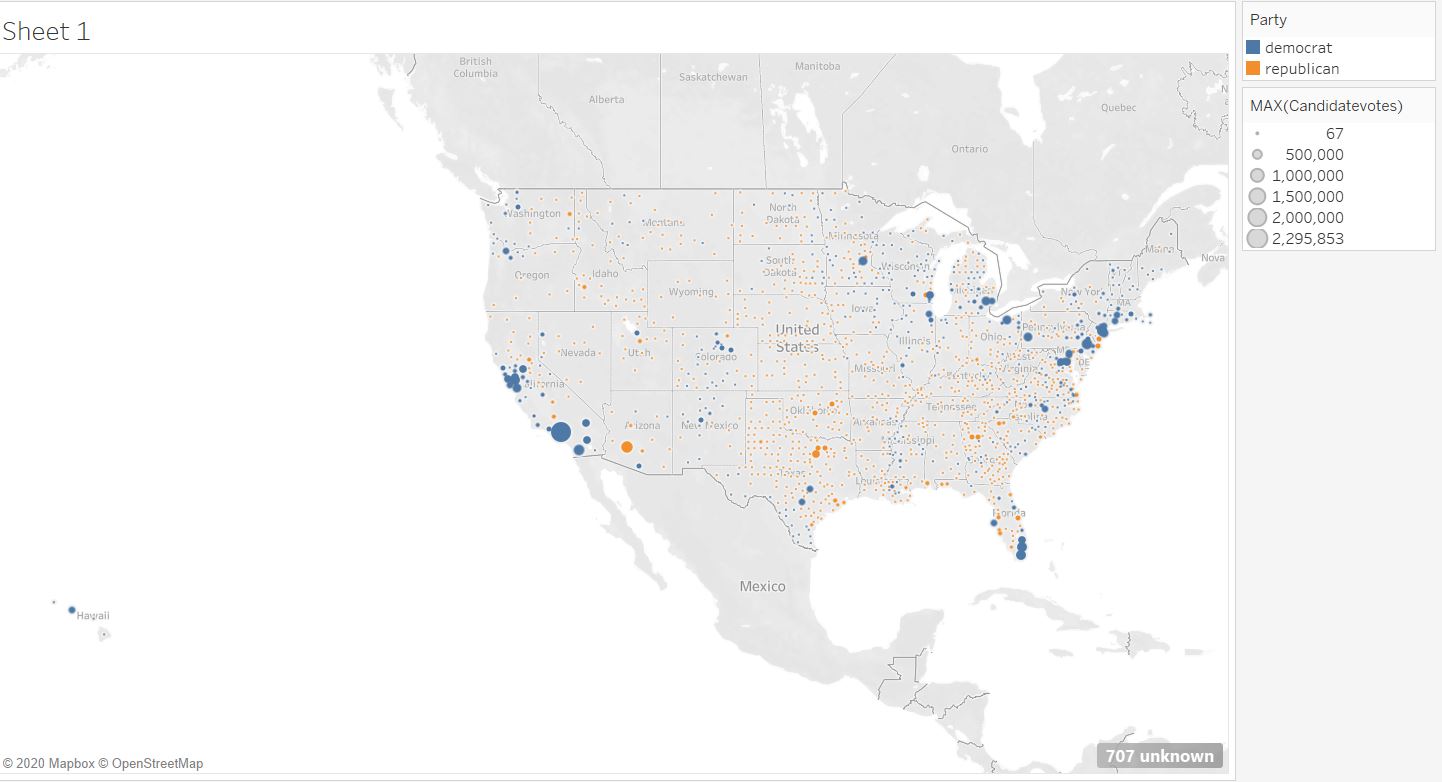 Sheet 1
Party
democrat
republican
MAX(Candidatevotes)
67
500,000
1,000,000
1,500,000
2,000,000
2,295,853
British
Columbia
Alberta
Saskatchewan
Manitoba
Ontario
Quebec
Nova
Washington
Montana
North
Dakota
Minnesota
Maine
Oregon
Idaho
South
Dakota
Wisconsin
Wyoming
New York
MA
Iowa
United
States
Pennsylvania
Nevada
Utah
Colorado
Illinois
Ohio
West
Virginia
DE
California
Missouri
Kentucky
Arizona
New Mexico
Oklahoma
Arkansas
Tennessee
Carolina
Mississippi
Texas
Florida
Mexico
Hawaii
© 2020 Mapbox © OpenStreetMap
707 unknown